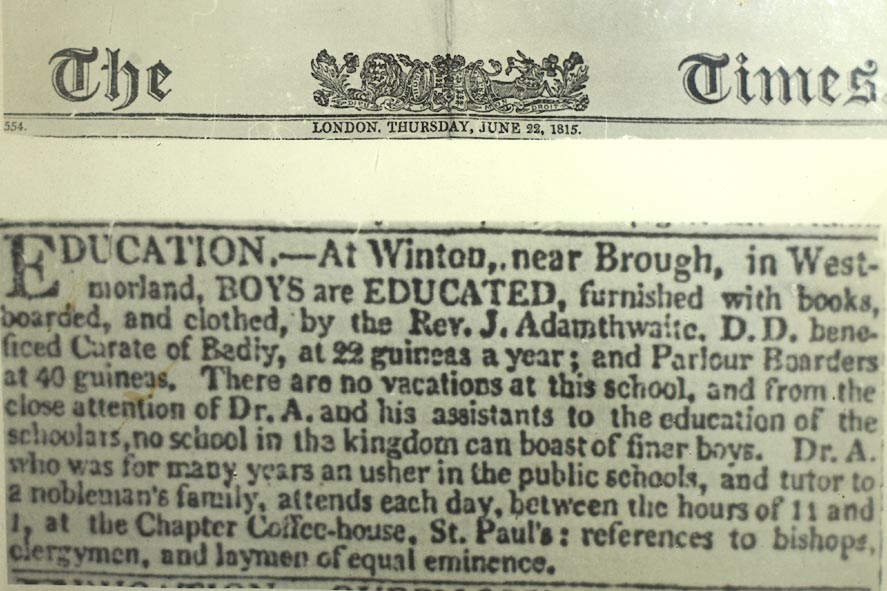 The Times
DIEU ET MON DROIT
554.
LONDON, THURSDAY, JUNE 22, 1815.
EDUCATION.—At Winton, near Brough, in West-
morland, BOYS are EDUCATED, furnished with books,
boarded, and clothed, by the Rev. J. Adamthwaite, D.D. bene-
ficed Curate of Badly, at 22 guineas a year; and Parlour Boarders
at 40 guineas. There are no vacations at this school, and from the
close attention of Dr. A. and his assistants to the education of the
schoolars, no school in the kingdom can boast of finer boys. Dr. A.
who was for many years an usher in the public schools, and tutor to
a nobleman's family, attends each day, between the hours of 11 and
1, at the Chapter Coffee-house, St. Paul's: references to bishops,
clergymen, and laymen of equal eminence.